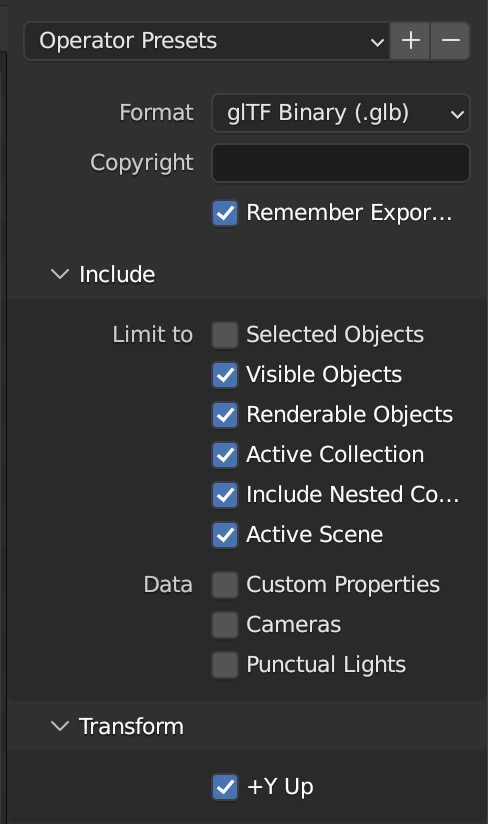 Operator Presets
Format glTF Binary (.glb)
Copyright
Remember Expor...
Include
Limit to Selected Objects
Visible Objects
Renderable Objects
Active Collection
Include Nested Co...
Active Scene
Data Custom Properties
Cameras
Punctual Lights
Transform
+Y Up